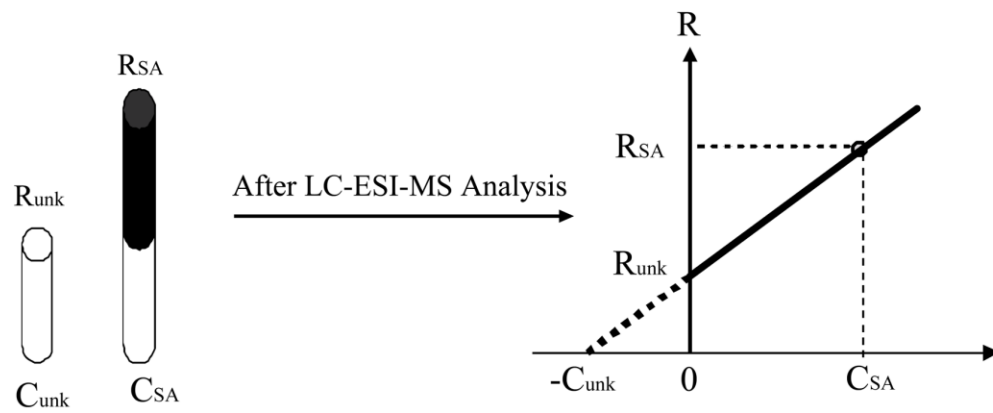 RSA
Runk
Cunk
CSA
After LC-ESI-MS Analysis
R
RSA
Runk
-Cunk
0
CSA